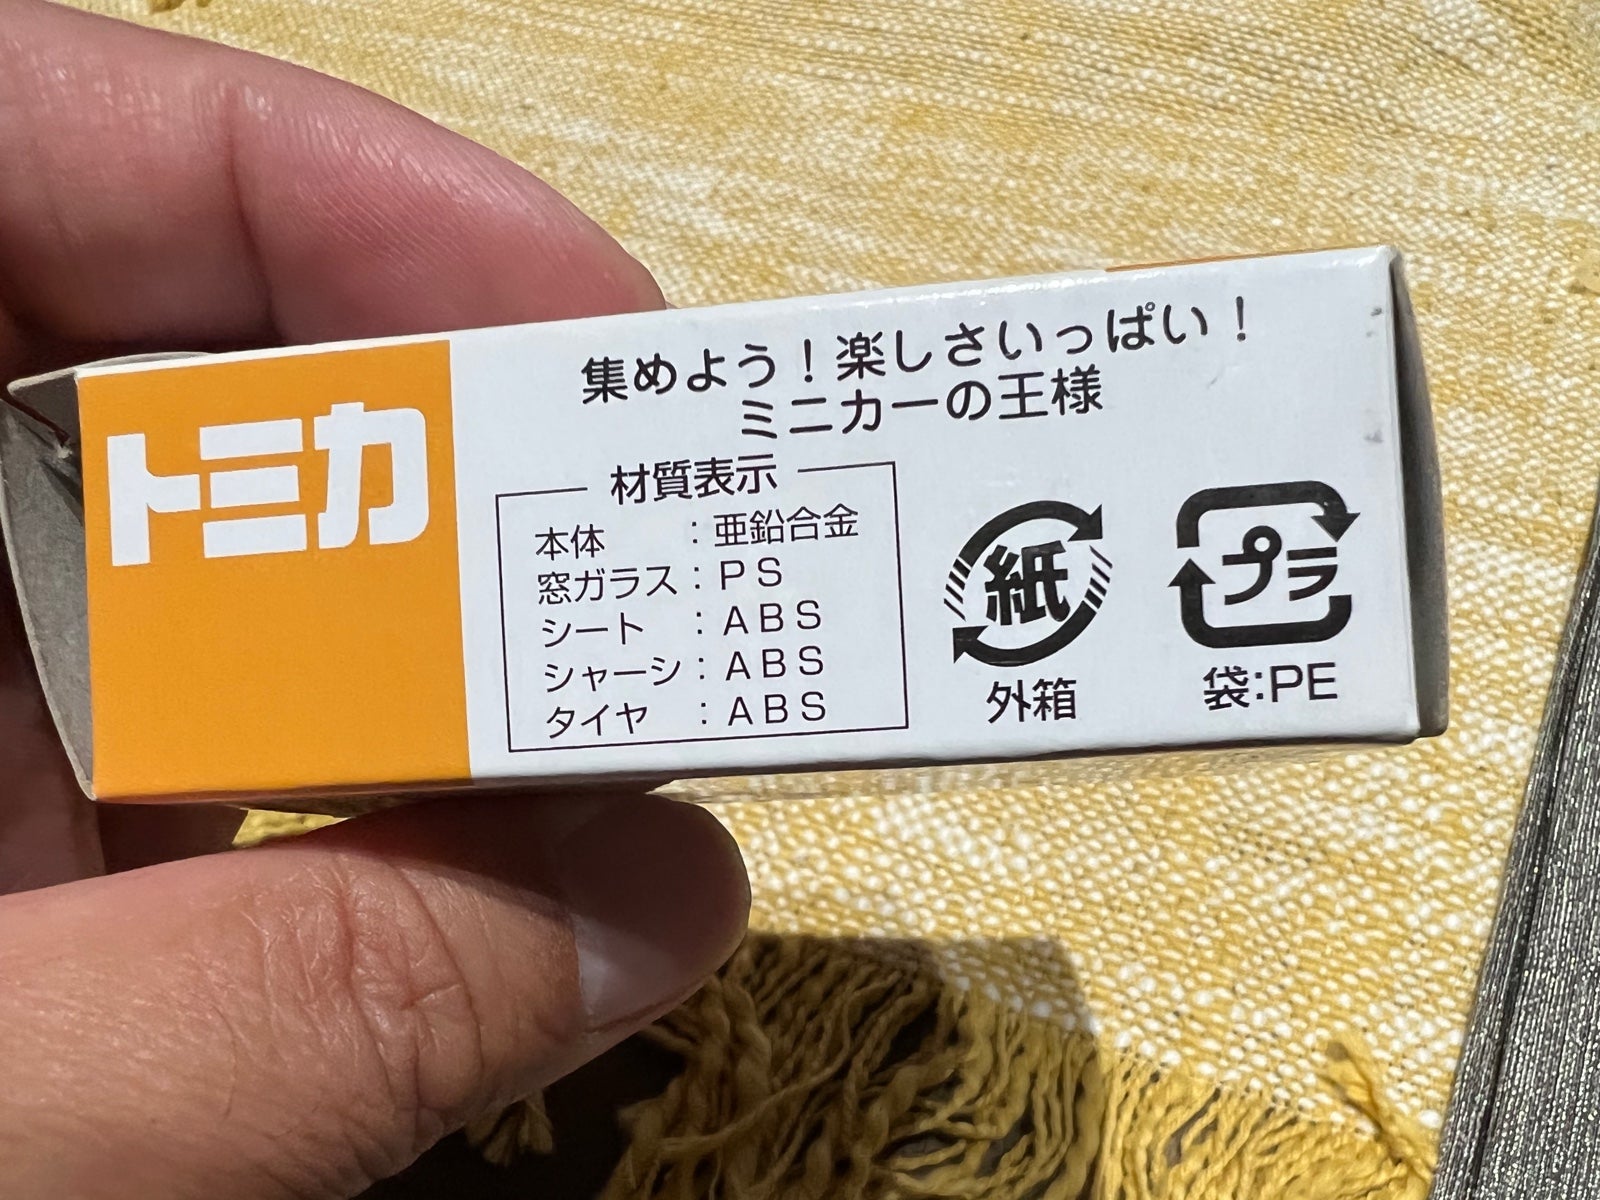 トミカ
集めよう！楽しさいっぱい！
ミニカーの王様
材質表示
本体　：亜鉛合金
窓ガラス：ＰＳ
シート　：ＡＢＳ
シャーシ：ＡＢＳ
タイヤ　：ＡＢＳ
紙
外箱
プラ
袋：PE